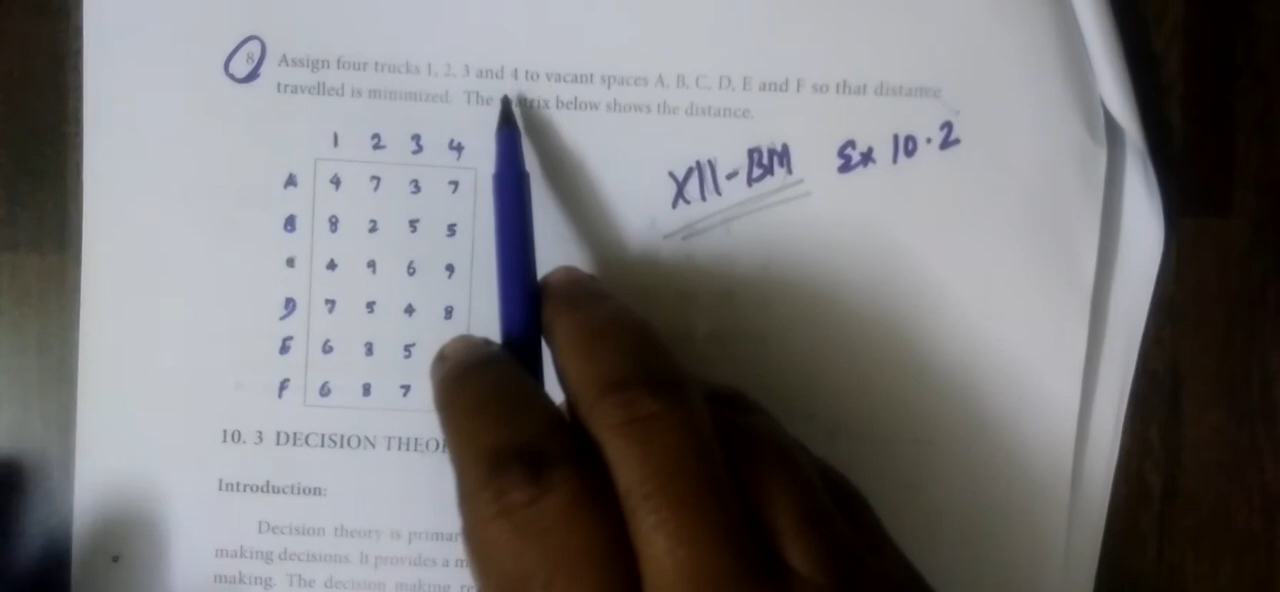 8 Assign four trucks 1, 2, 3 and 4 to vacant spaces A, B, C, D, E and F so that distance
travelled is minimized. The matrix below shows the distance.
1 2 3 4
A 4 7 3 7
B 8 2 5 5
C 4 9 6 9
D 7 5 4 8
E 6 3 5
F 6 8 7
XII-BM Ex 10.2
10. 3 DECISION
Introduction:
Decision theory is
making decisions. It provides a
making. The decision making